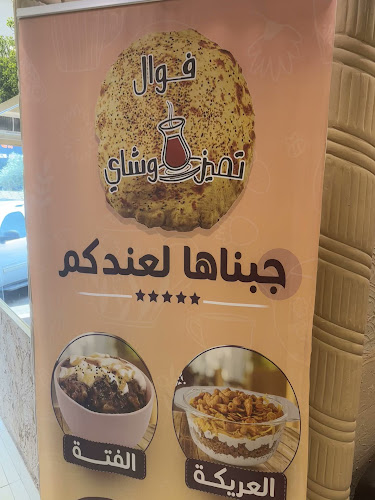 فوال
تميز وشاي
جبناها لعندكم
الفتة
العريكة